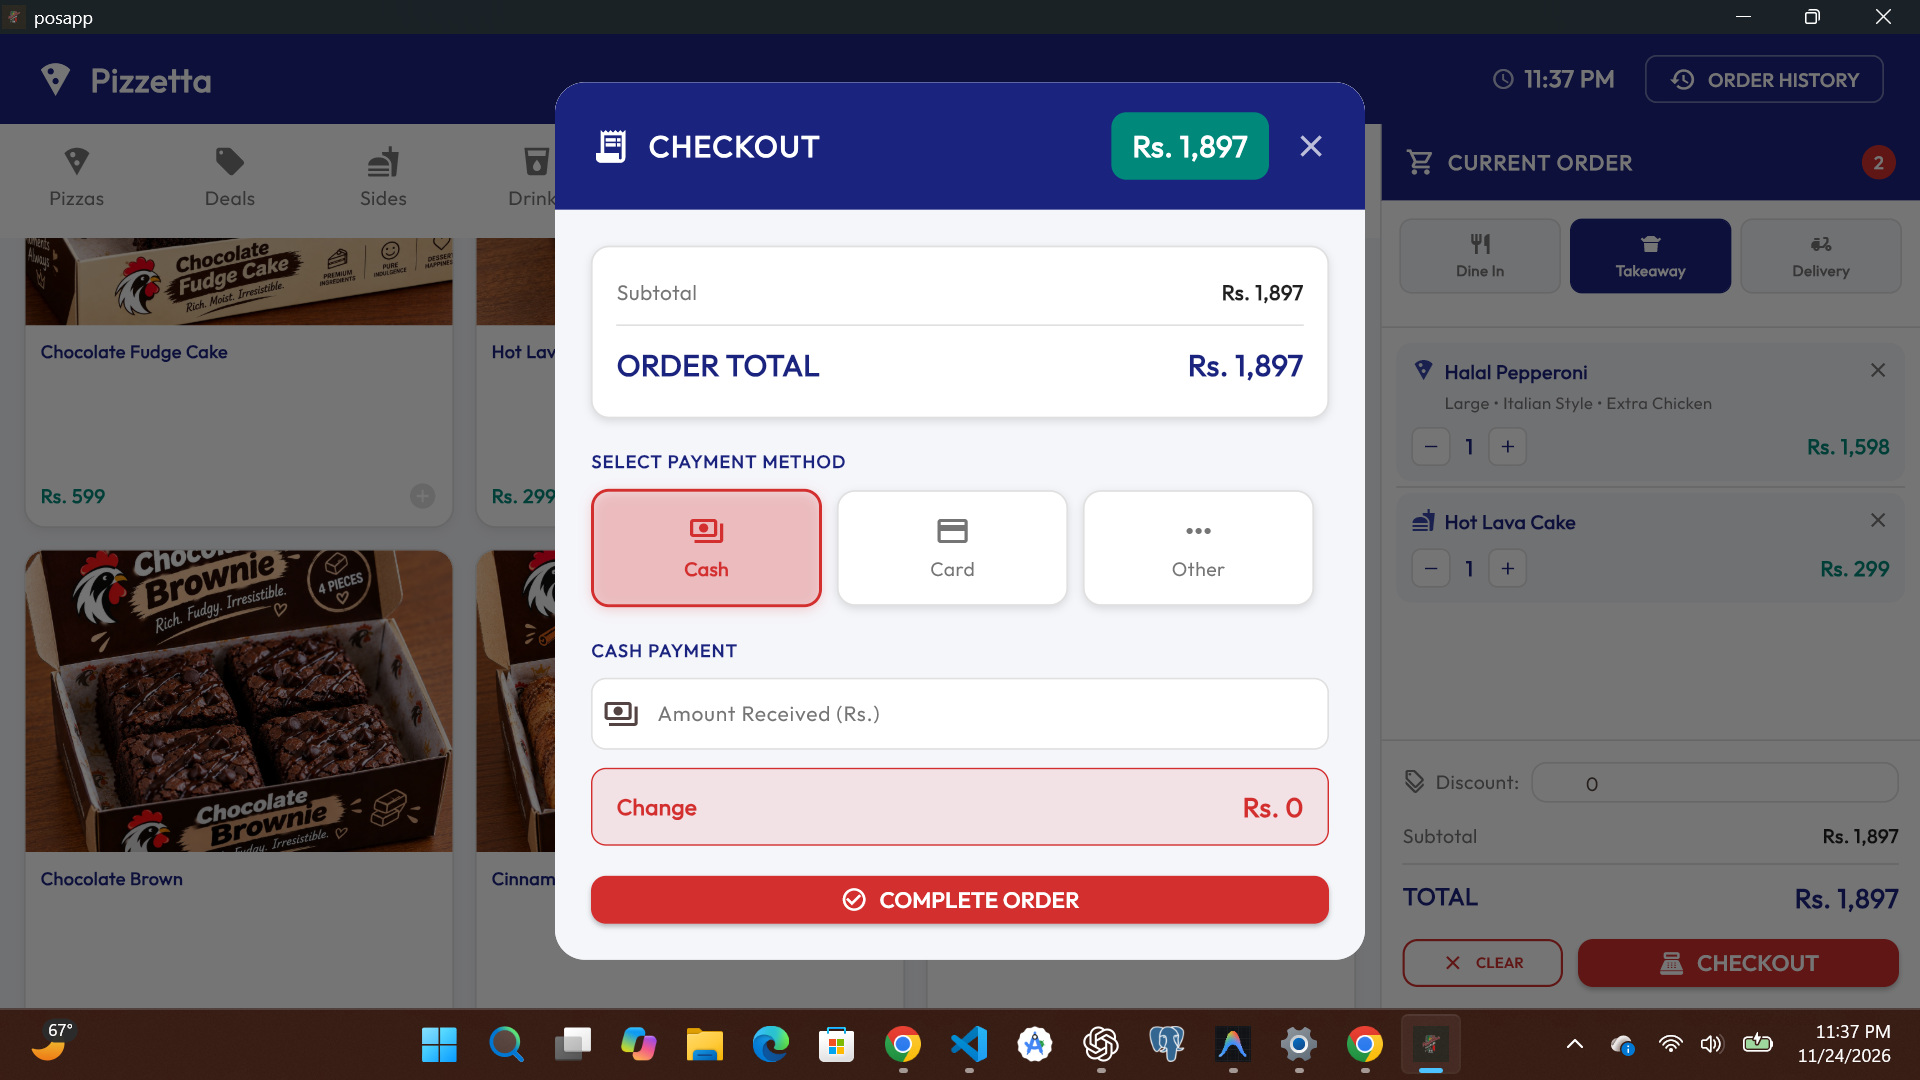 posapp
Pizzetta
11:37 PM
ORDER HISTORY
Pizzas
Deals
Sides
Drink
Chocolate
Fudge Cake
Rich. Moist. Irresistible.
PREMIUM
INGREDIENTS
PURE
INDULGENCE
Chocolate Fudge Cake
Hot Lav
Rs. 599
Rs. 299
Brownie
Rich. Fudgy. Irresistible.
4 PIECES
Chocolate
Brownie
Chocolate Brown
Cinnam
CHECKOUT
Rs. 1,897
Subtotal
Rs. 1,897
ORDER TOTAL
Rs. 1,897
SELECT PAYMENT METHOD
Cash
Card
Other
CASH PAYMENT
Amount Received (Rs.)
Change
Rs. 0
COMPLETE ORDER
CURRENT ORDER
2
Dine In
Takeaway
Delivery
Halal Pepperoni
Large • Italian Style • Extra Chicken
1
Rs. 1,598
Hot Lava Cake
1
Rs. 299
Discount:
0
Subtotal
Rs. 1,897
TOTAL
Rs. 1,897
CLEAR
CHECKOUT
67°
11:37 PM
11/24/2026